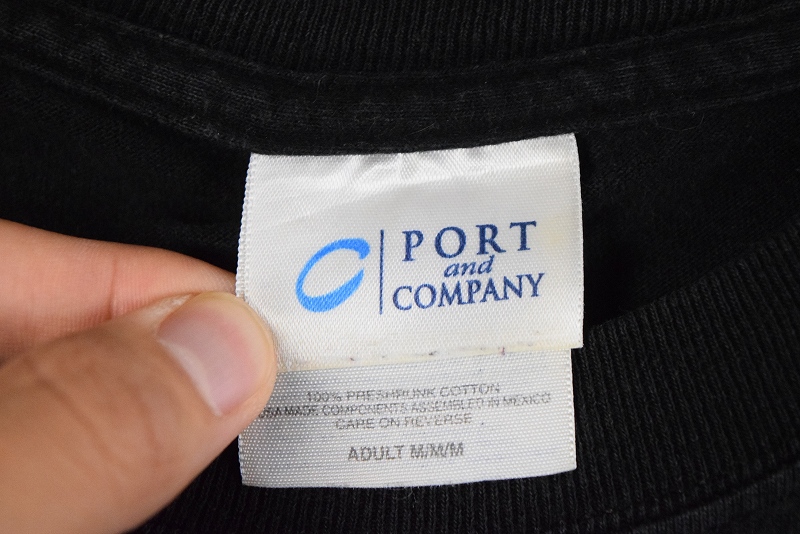 PORT
and
COMPANY
100% PRESHRUNK COTTON
USA MADE COMPONENTS ASSEMBLED IN MEXICO
CARE ON REVERSE
ADULT M/M/M